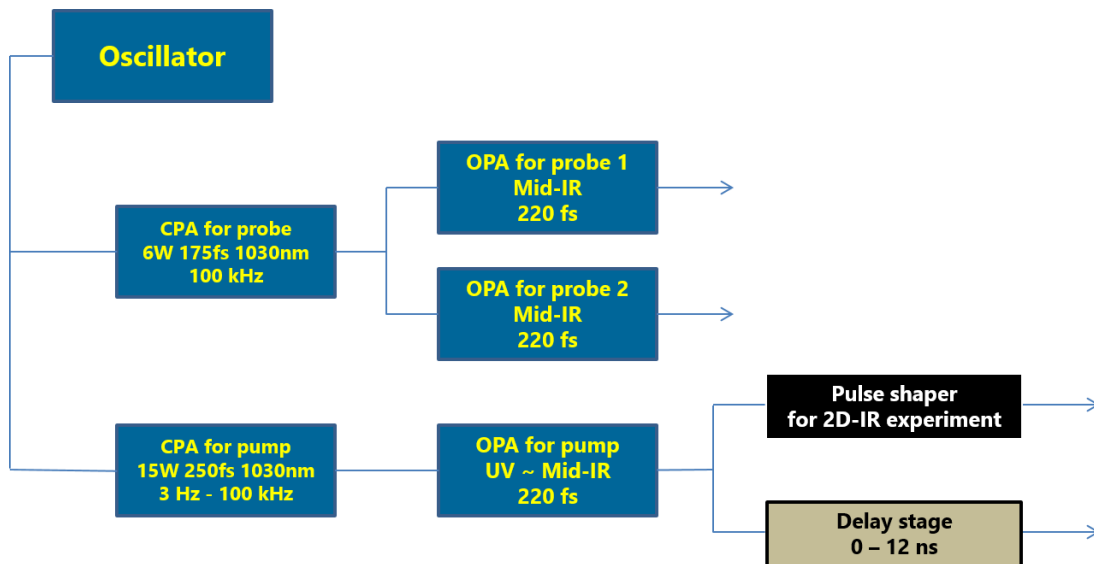 Oscillator
OPA for probe 1
Mid-IR
220 fs
CPA for probe
6W 175fs 1030nm
100 kHz
OPA for probe 2
Mid-IR
220 fs
Pulse shaper
for 2D-IR experiment
CPA for pump
15W 250fs 1030nm
3 Hz - 100 kHz
OPA for pump
UV ~ Mid-IR
220 fs
Delay stage
0 – 12 ns